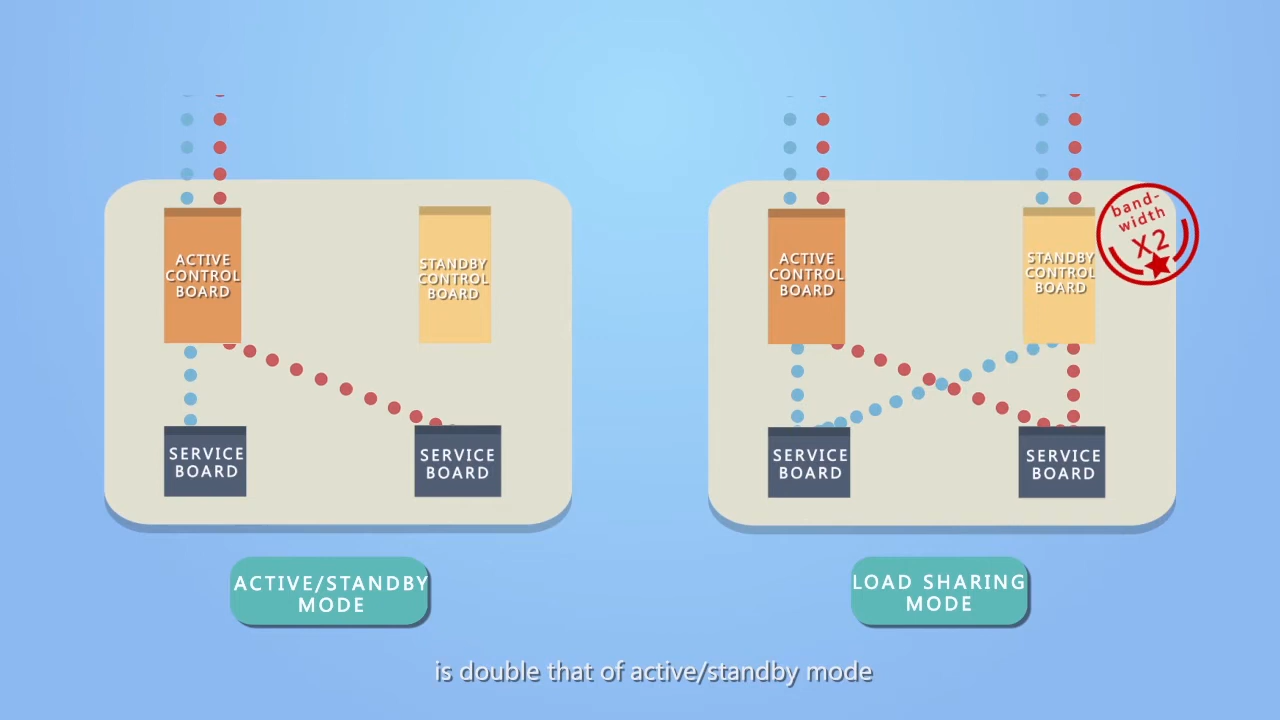 ACTIVE
CONTROL
BOARD
STANDBY
CONTROL
BOARD
SERVICE
BOARD
SERVICE
BOARD
ACTIVE/STANDBY
MODE
ACTIVE
CONTROL
BOARD
STANDBY
CONTROL
BOARD
band-
width
X2
SERVICE
BOARD
SERVICE
BOARD
LOAD SHARING
MODE
is double that of active/standby mode